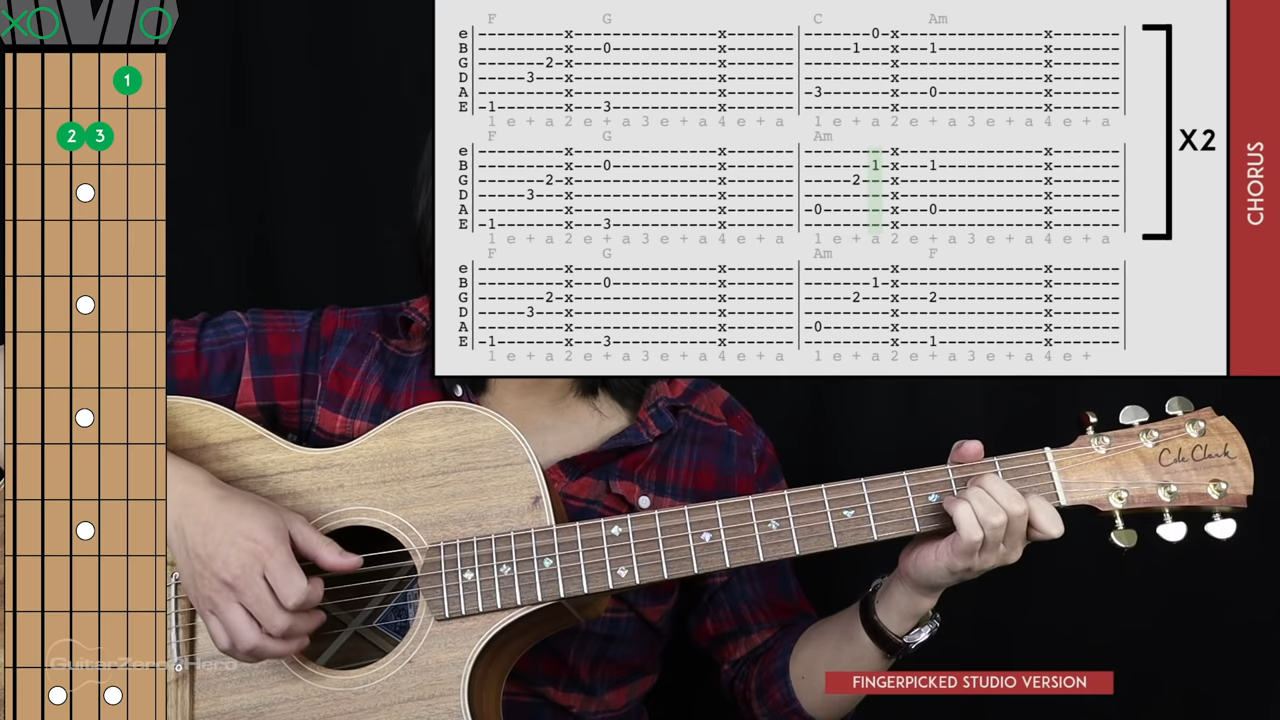 F G C Am
e|---------x---------------x-------|-------0-x---------------x-------|
B|-------------0-----------x-------|-----1---x---1-----------x-------|
G|-------2-x---------------x-------|---------x---------------x-------|
D|-----3---x---------------x-------|---------x---------------x-------|
A|---------x---------------x-------|-3-------x---0-----------x-------|
E|-1-------x---3-----------x-------|---------x---------------x-------|
1 e + a 2 e + a 3 e + a 4 e + a 1 e + a 2 e + a 3 e + a 4 e + a
F G Am
e|---------x---------------x-------|---------x---------------x-------|
B|-------------0-----------x-------|-------1-x---1-----------x-------|
G|-------2-x---------------x-------|-----2---x---------------x-------|
D|-----3---x---------------x-------|---------x---------------x-------|
A|---------x---------------x-------|-0-------x---0-----------x-------|
E|-1-------x---3-----------x-------|---------x---------------x-------|
1 e + a 2 e + a 3 e + a 4 e + a 1 e + a 2 e + a 3 e + a 4 e + a
F G Am F
e|---------x---------------x-------|---------x---------------x-------|
B|-------------0-----------x-------|-------1-x---------------x-------|
G|-------2-x---------------x-------|-----2---x---2-----------x-------|
D|-----3---x---------------x-------|---------x---------------x-------|
A|---------x---------------x-------|-0-------x---------------x-------|
E|-1-------x---3-----------x-------|---------x---1-----------x-------|
1 e + a 2 e + a 3 e + a 4 e + a 1 e + a 2 e + a 3 e + a 4 e +
X2
CHORUS
1
2 3
Cole Clark
GuitarZero2Hero
FINGERPICKED STUDIO VERSION